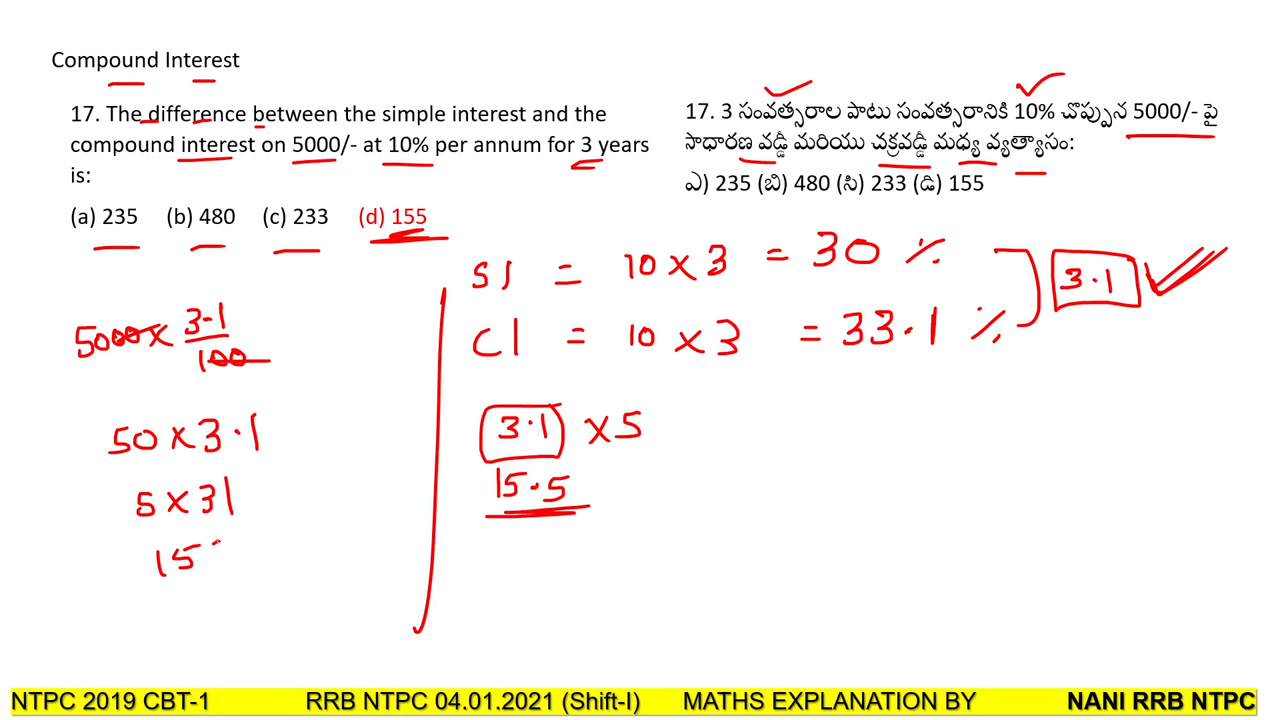 Compound Interest
17. The difference between the simple interest and the
compound interest on 5000/- at 10% per annum for 3 years
is:
(a) 235 (b) 480 (c) 233 (d) 155
17. 3 సంవత్సరాల పాటు సంవత్సరానికి 10% చొప్పున 5000/- పై
సాధారణ వడ్డీ మరియు చక్రవడ్డీ మధ్య వ్యత్యాసం:
ఎ) 235 (బి) 480 (సి) 233 (డి) 155
SI = 10 × 3 = 30 %
CI = 10 × 3 = 33.1 %
3.1
3.1 × 5
15.5
5000 × 3.1/100
50 × 3.1
5 × 31
15
NTPC 2019 CBT-1 RRB NTPC 04.01.2021 (Shift-I) MATHS EXPLANATION BY NANI RRB NTPC